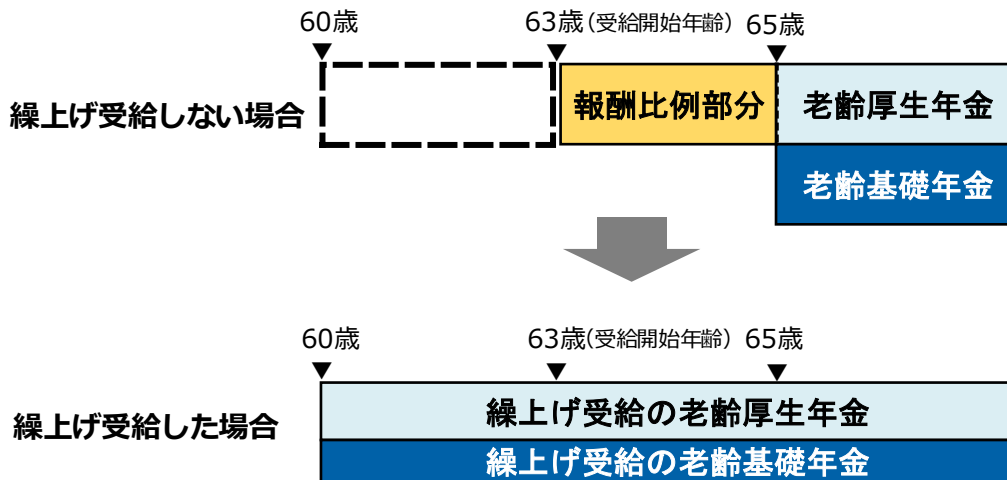 60歳
63歳(受給開始年齢)
65歳
繰上げ受給しない場合
報酬比例部分
老齢厚生年金
老齢基礎年金
60歳
63歳(受給開始年齢)
65歳
繰上げ受給した場合
繰上げ受給の老齢厚生年金
繰上げ受給の老齢基礎年金